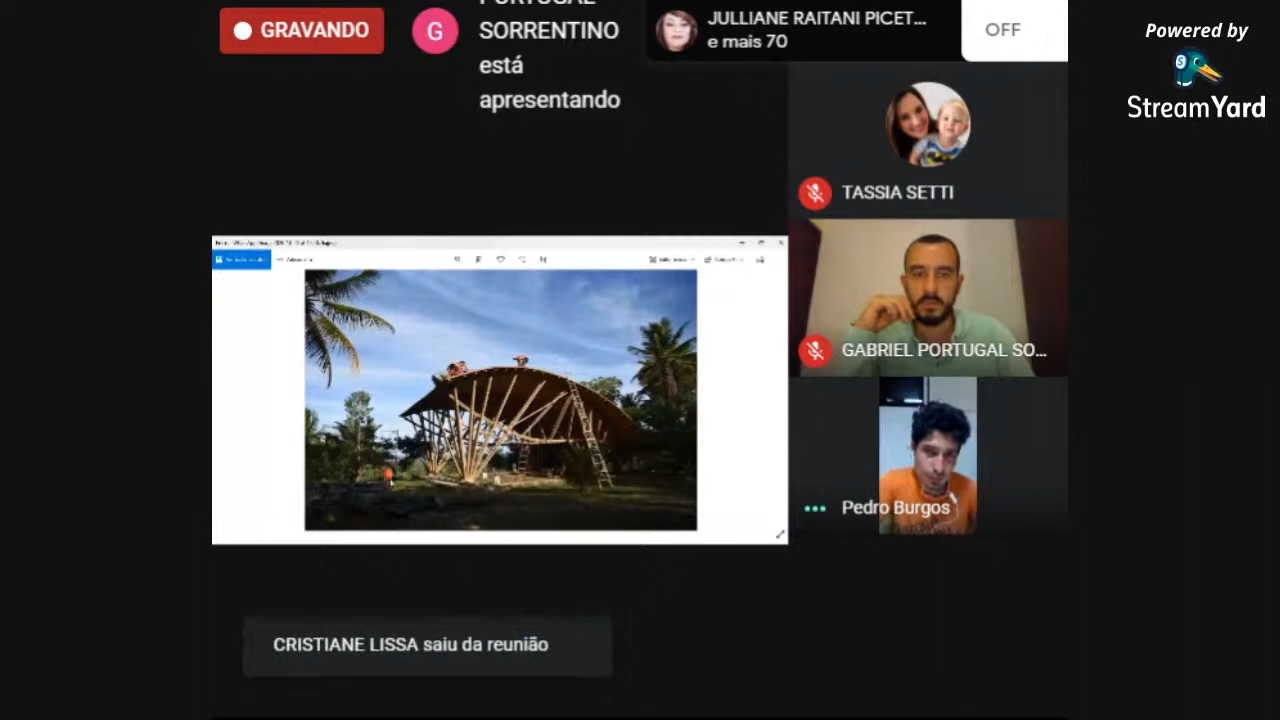 GRAVANDO
G
SORRENTINO
está
apresentando
JULLIANE RAITANI PICET...
e mais 70
OFF
Powered by
StreamYard
TASSIA SETTI
GABRIEL PORTUGAL SO...
Pedro Burgos
CRISTIANE LISSA saiu da reunião